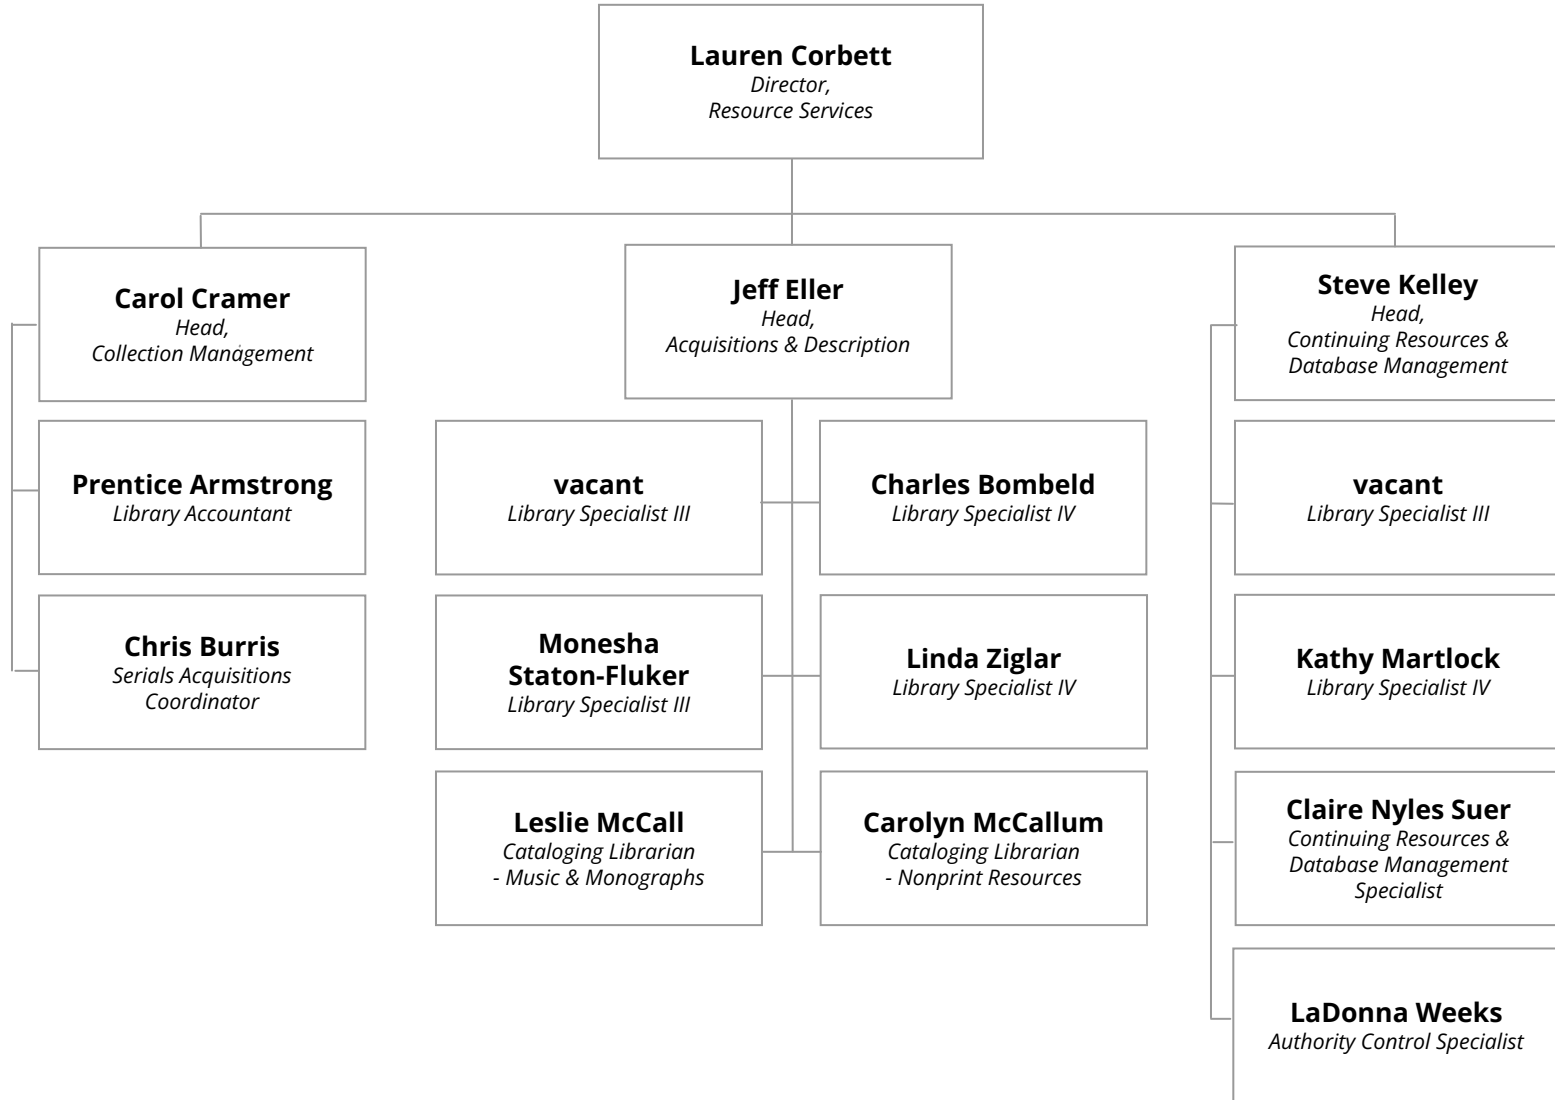 Lauren Corbett
Director,
Resource Services
Carol Cramer
Head,
Collection Management
Jeff Eller
Head,
Acquisitions & Description
Steve Kelley
Head,
Continuing Resources &
Database Management
Prentice Armstrong
Library Accountant
vacant
Library Specialist III
Charles Bombeld
Library Specialist IV
vacant
Library Specialist III
Chris Burris
Serials Acquisitions
Coordinator
Monesha
Staton-Fluker
Library Specialist III
Linda Ziglar
Library Specialist IV
Kathy Martlock
Library Specialist IV
Leslie McCall
Cataloging Librarian
- Music & Monographs
Carolyn McCallum
Cataloging Librarian
- Nonprint Resources
Claire Nyles Suer
Continuing Resources &
Database Management
Specialist
LaDonna Weeks
Authority Control Specialist